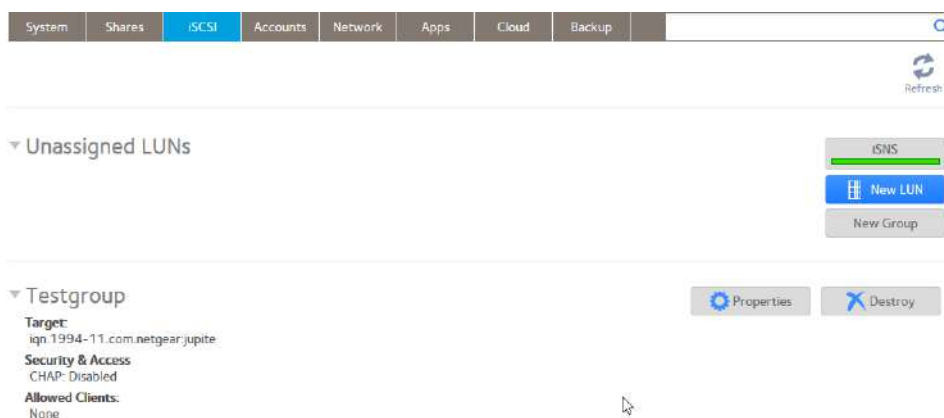 System Shares iSCSI Accounts Network Apps Cloud Backup
Refresh
Unassigned LUNs
iSNS
New LUN
New Group
Testgroup
Properties Destroy
Target:
iqn.1994-11.com.netgear:jupite
Security & Access
CHAP: Disabled
Allowed Clients:
None